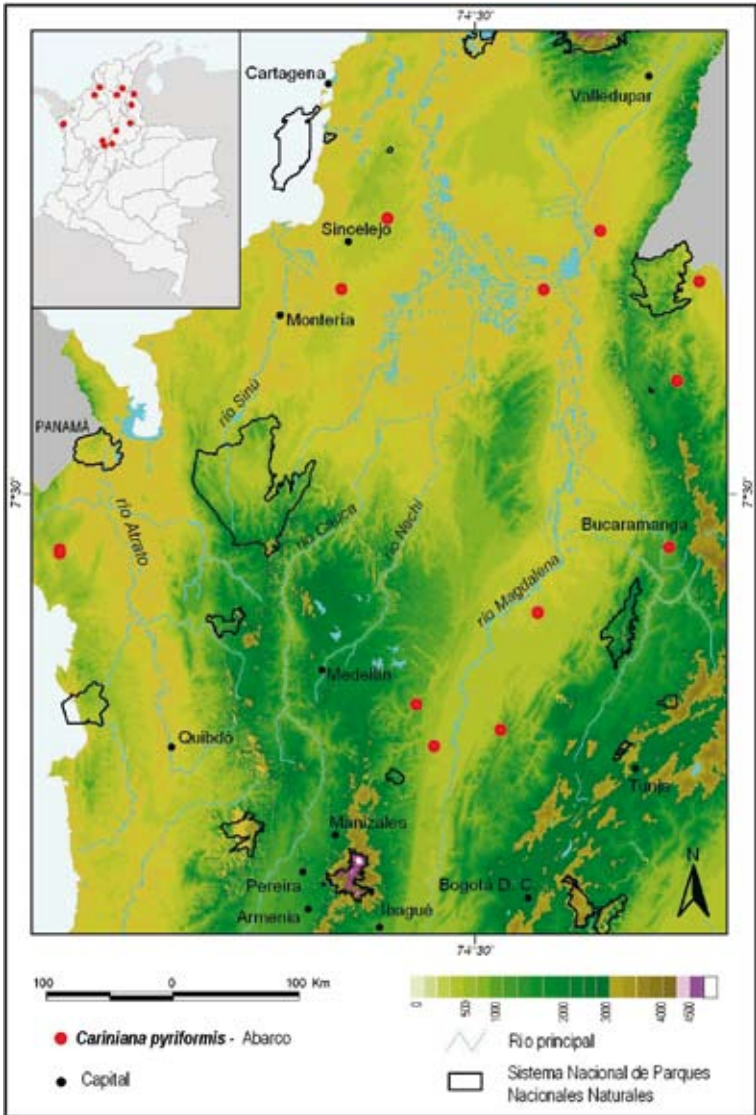 74°30'
Cartagena
Valledupar
Sincelejo
Montería
río Sinú
PANAMÁ
7°30'
7°30'
río Atrato
río Cauca
río Nechí
Bucaramanga
río Magdalena
Medellín
Quibdó
Tunja
Manizales
Pereira
Bogotá D. C.
Armenia
Ibagué
N
74°30'
100 0 100 Km
0 500 1000 2000 3000 4000 4500
Cariniana pyriformis - Abarco
Río principal
Capital
Sistema Nacional de Parques
Nacionales Naturales